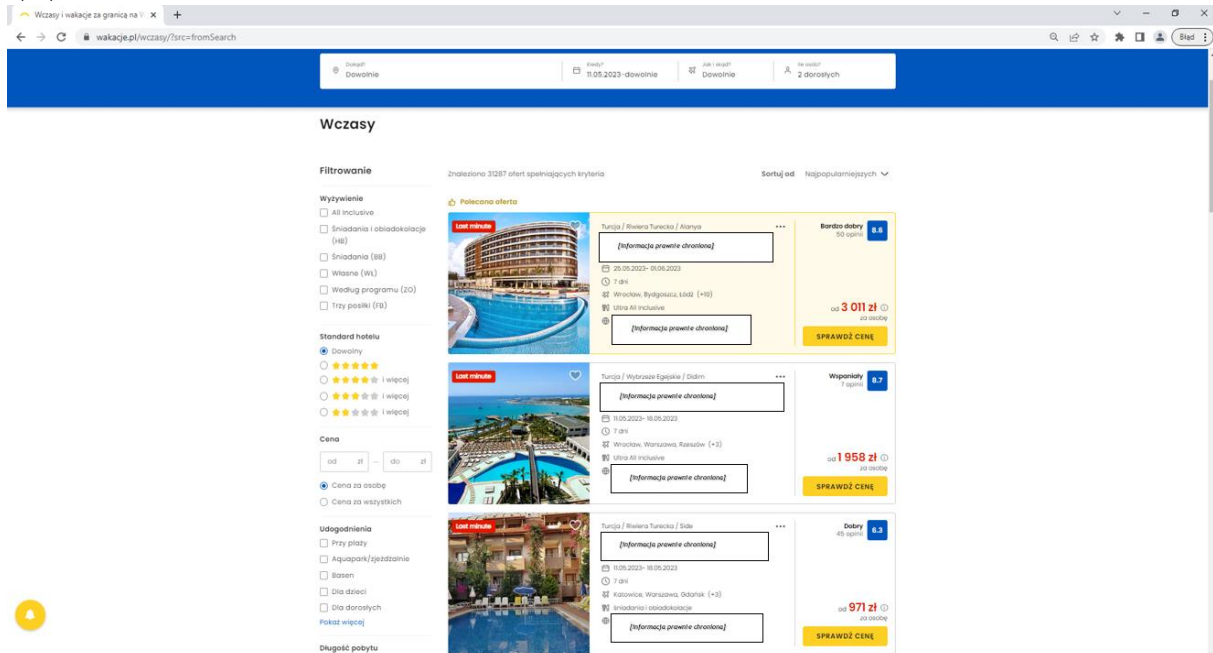 Wczasy i wakacje za granicą na W
wakacje.pl/wczasy/?src=fromSearch
Błąd
Dokąd?
Dowolnie
Kiedy?
11.05.2023-dowolnie
Jak i skąd?
Dowolnie
Ile osób?
2 dorosłych
Wczasy
Filtrowanie
Wyżywienie
All inclusive
Śniadania i obiadokolacje
(HB)
Śniadania (BB)
Własne (WŁ)
Według programu (ZO)
Trzy posiłki (FB)
Standard hotelu
Dowolny
i więcej
i więcej
i więcej
Cena
od zł – do zł
Cena za osobę
Cena za wszystkich
Udogodnienia
Przy plaży
Aquapark/zjeżdżalnie
Basen
Dla dzieci
Dla dorosłych
Pokaż więcej
Długość pobytu
Znaleziono 31287 ofert spełniających kryteria
Sortuj od Najpopularniejszych
Polecana oferta
Last minute
Turcja / Riwiera Turecka / Alanya
[Informacja prawnie chroniona]
25.05.2023- 01.06.2023
7 dni
Wrocław, Bydgoszcz, Łódź (+10)
Ultra All Inclusive
[Informacja prawnie chroniona]
Bardzo dobry
50 opinii
8.6
od 3 011 zł
za osobę
SPRAWDŹ CENĘ
Last minute
Turcja / Wybrzeże Egejskie / Didim
[Informacja prawnie chroniona]
11.05.2023- 18.05.2023
7 dni
Wrocław, Warszawa, Rzeszów (+3)
Ultra All Inclusive
[Informacja prawnie chroniona]
Wspaniały
7 opinii
8.7
od 1 958 zł
za osobę
SPRAWDŹ CENĘ
Last minute
Turcja / Riwiera Turecka / Side
[Informacja prawnie chroniona]
11.05.2023- 18.05.2023
7 dni
Katowice, Warszawa, Gdańsk (+3)
Śniadania i obiadokolacje
[Informacja prawnie chroniona]
Dobry
45 opinii
6.3
od 971 zł
za osobę
SPRAWDŹ CENĘ